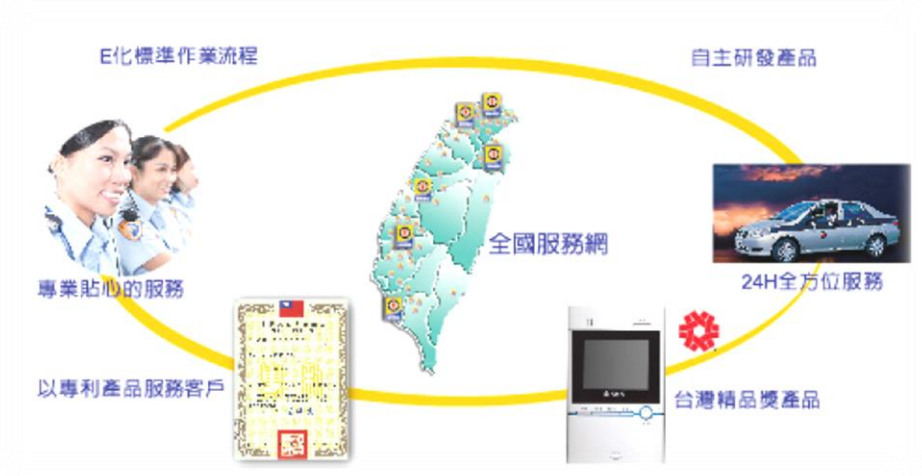 E化標準作業流程
自主研發產品
全國服務網
專業貼心的服務
24H全方位服務
以專利產品服務客戶
台灣精品獎產品